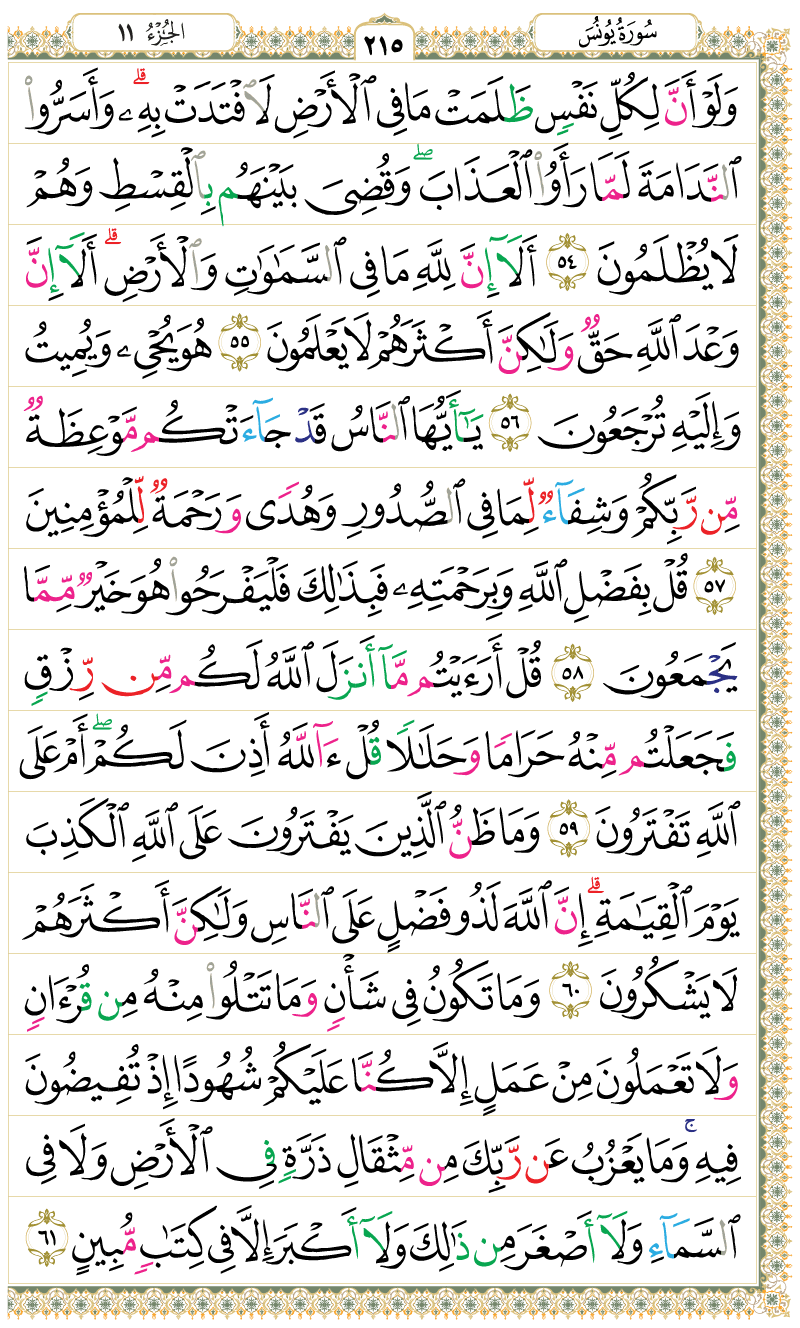 سُورَةُ يُونُسَ ٢١٥ الجُزْءُ ١١
وَلَوْ أَنَّ لِكُلِّ نَفْسٖ ظَلَمَتْ مَا فِي ٱلْأَرْضِ لَٱفْتَدَتْ بِهِۦۗ وَأَسَرُّوا۟
ٱلنَّدَامَةَ لَمَّا رَأَوُا۟ ٱلْعَذَابَۖ وَقُضِىَ بَيْنَهُم بِٱلْقِسْطِ وَهُمْ
لَا يُظْلَمُونَ ٥٤ أَلَآ إِنَّ لِلَّهِ مَا فِى ٱلسَّمَٰوَٰتِ وَٱلْأَرْضِۗ أَلَآ إِنَّ
وَعْدَ ٱللَّهِ حَقٌّ وَلَٰكِنَّ أَكْثَرَهُمْ لَا يَعْلَمُونَ ٥٥ هُوَ يُحْىِۦ وَيُمِيتُ
وَإِلَيْهِ تُرْجَعُونَ ٥٦ يَٰٓأَيُّهَا ٱلنَّاسُ قَدْ جَآءَتْكُم مَّوْعِظَةٌ
مِّن رَّبِّكُمْ وَشِفَآءٌ لِّمَا فِى ٱلصُّدُورِ وَهُدًى وَرَحْمَةٌ لِّلْمُؤْمِنِينَ
٥٧ قُلْ بِفَضْلِ ٱللَّهِ وَبِرَحْمَتِهِۦ فَبِذَٰلِكَ فَلْيَفْرَحُوا۟ هُوَ خَيْرٌ مِّمَّا
يَجْمَعُونَ ٥٨ قُلْ أَرَءَيْتُم مَّآ أَنزَلَ ٱللَّهُ لَكُم مِّن رِّزْقٍ
فَجَعَلْتُم مِّنْهُ حَرَامًا وَحَلَٰلًا قُلْ ءَآللَّهُ أَذِنَ لَكُمْۖ أَمْ عَلَى
ٱللَّهِ تَفْتَرُونَ ٥٩ وَمَا ظَنُّ ٱلَّذِينَ يَفْتَرُونَ عَلَى ٱللَّهِ ٱلْكَذِبَ
يَوْمَ ٱلْقِيَٰمَةِۗ إِنَّ ٱللَّهَ لَذُو فَضْلٍ عَلَى ٱلنَّاسِ وَلَٰكِنَّ أَكْثَرَهُمْ
لَا يَشْكُرُونَ ٦٠ وَمَا تَكُونُ فِى شَأْنٍ وَمَا تَتْلُوا۟ مِنْهُ مِن قُرْءَانٍ
وَلَا تَعْمَلُونَ مِنْ عَمَلٍ إِلَّا كُنَّا عَلَيْكُمْ شُهُودًا إِذْ تُفِيضُونَ
فِيهِۚ وَمَا يَعْزُبُ عَن رَّبِّكَ مِن مِّثْقَالِ ذَرَّةٍ فِى ٱلْأَرْضِ وَلَا فِى
ٱلسَّمَآءِ وَلَآ أَصْغَرَ مِن ذَٰلِكَ وَلَآ أَكْبَرَ إِلَّا فِى كِتَٰبٍ مُّبِينٍ ٦١